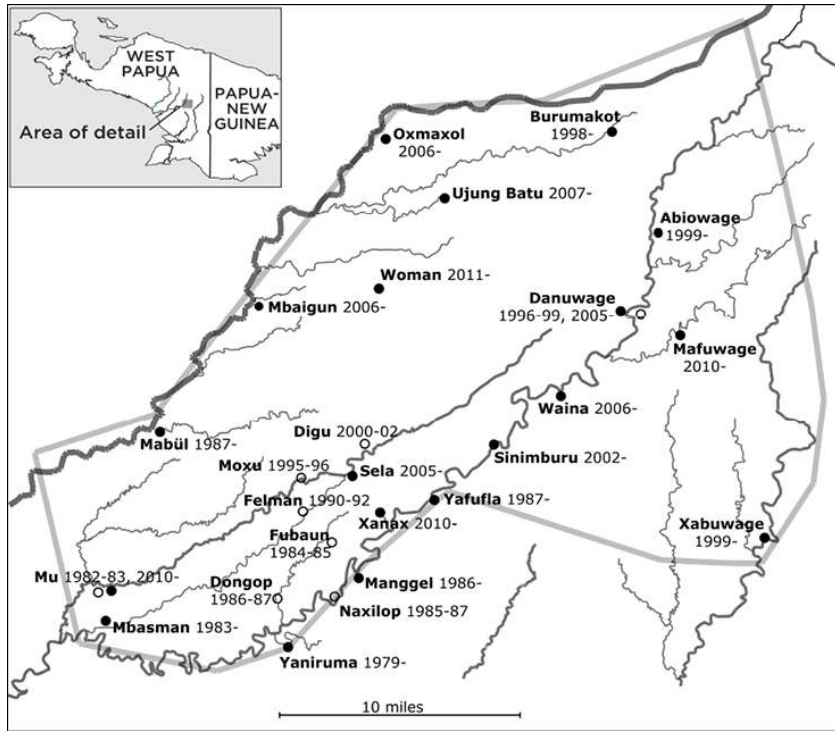 WEST
PAPUA
PAPUA-
NEW
GUINEA
Area of detail
Burumakot
1998-
Oxmaxol
2006-
Ujung Batu 2007-
Abiowage
1999-
Woman 2011-
Mbaigun 2006-
Danuwage
1996-99, 2005-
Mafuwage
2010-
Waina 2006-
Digu 2000-02
Mabül 1987-
Sinimburu 2002-
Moxu 1995-96
Sela 2005-
Felman 1990-92
Yafufla 1987-
Xanax 2010-
Fubaun
1984-85
Xabuwage
1999-
Mu 1982-83, 2010-
Dongop
1986-87
Manggel 1986-
Naxilop 1985-87
Mbasman 1983-
Yaniruma 1979-
10 miles